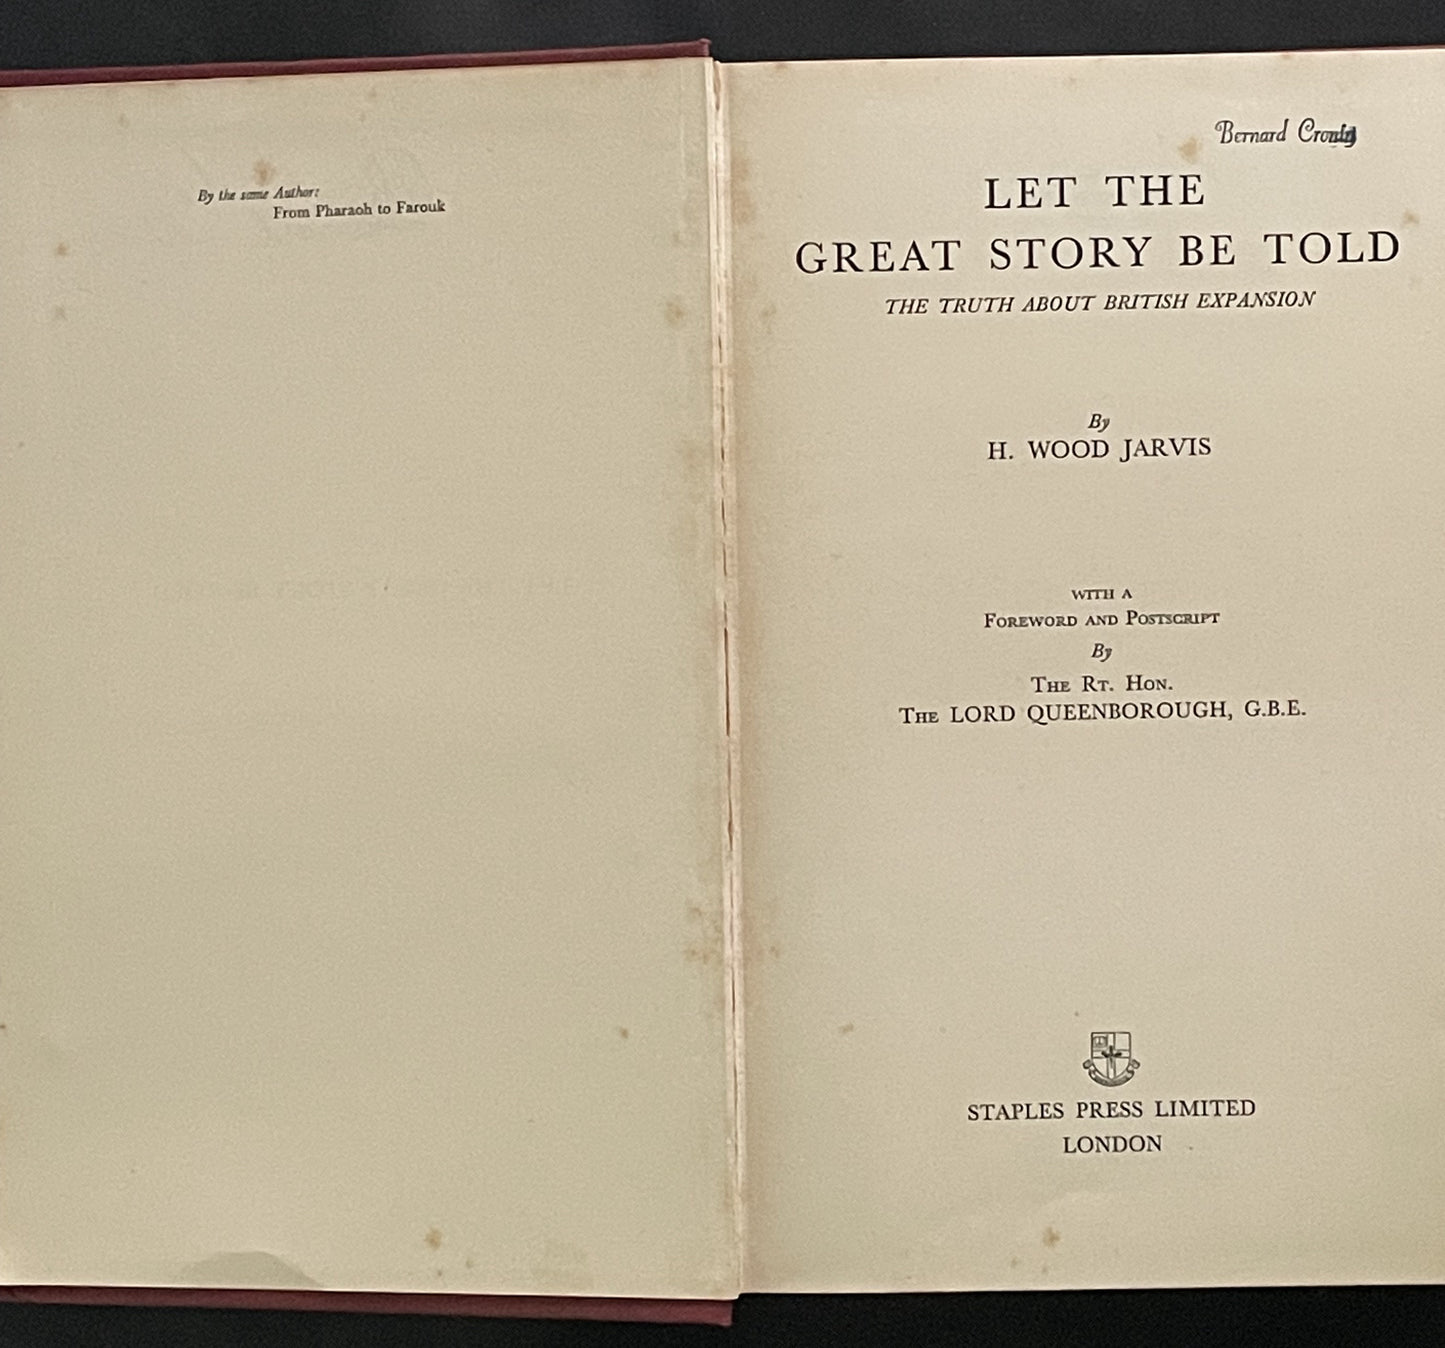 By the same Author:
From Pharaoh to Farouk
Bernard Cronin
LET THE
GREAT STORY BE TOLD
THE TRUTH ABOUT BRITISH EXPANSION
By
H. WOOD JARVIS
WITH A
FOREWORD AND POSTSCRIPT
By
THE RT. HON.
THE LORD QUEENBOROUGH, G.B.E.
STAPLES PRESS LIMITED
LONDON